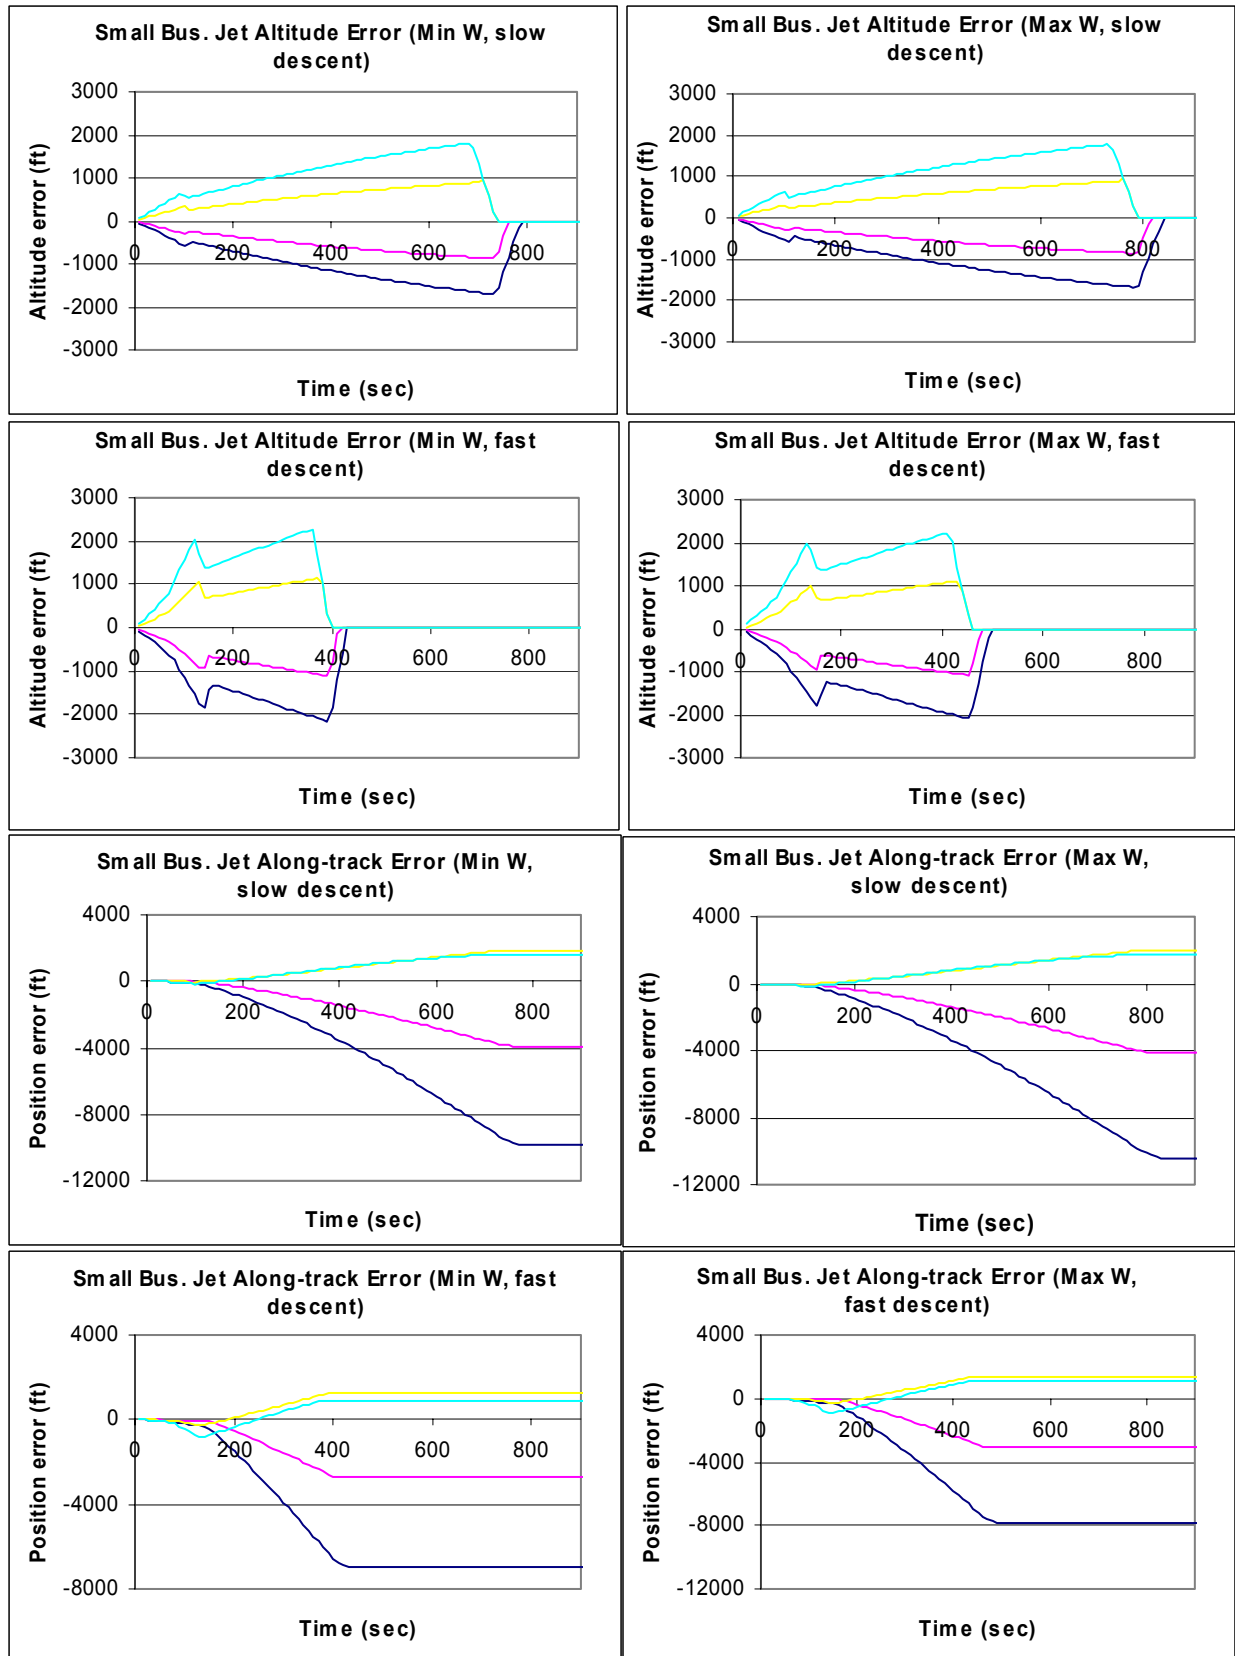 Small Bus. Jet Altitude Error (Min W, slow
descent)
3000
2000
1000
0
-1000
-2000
-3000
0
200
400
600
800
Altitude error (ft)
Time (sec)
Small Bus. Jet Altitude Error (Max W, slow
descent)
3000
2000
1000
0
-1000
-2000
-3000
0
200
400
600
800
Altitude error (ft)
Time (sec)
Small Bus. Jet Altitude Error (Min W, fast
descent)
3000
2000
1000
0
-1000
-2000
-3000
0
200
400
600
800
Altitude error (ft)
Time (sec)
Small Bus. Jet Altitude Error (Max W, fast
descent)
3000
2000
1000
0
-1000
-2000
-3000
0
200
400
600
800
Altitude error (ft)
Time (sec)
Small Bus. Jet Along-track Error (Min W,
slow descent)
4000
0
-4000
-8000
-12000
0
200
400
600
800
Position error (ft)
Time (sec)
Small Bus. Jet Along-track Error (Max W,
slow descent)
4000
0
-4000
-8000
-12000
0
200
400
600
800
Position error (ft)
Time (sec)
Small Bus. Jet Along-track Error (Min W, fast
descent)
4000
0
-4000
-8000
0
200
400
600
800
Position error (ft)
Time (sec)
Small Bus. Jet Along-track Error (Max W,
fast descent)
4000
0
-4000
-8000
-12000
0
200
400
600
800
Position error (ft)
Time (sec)